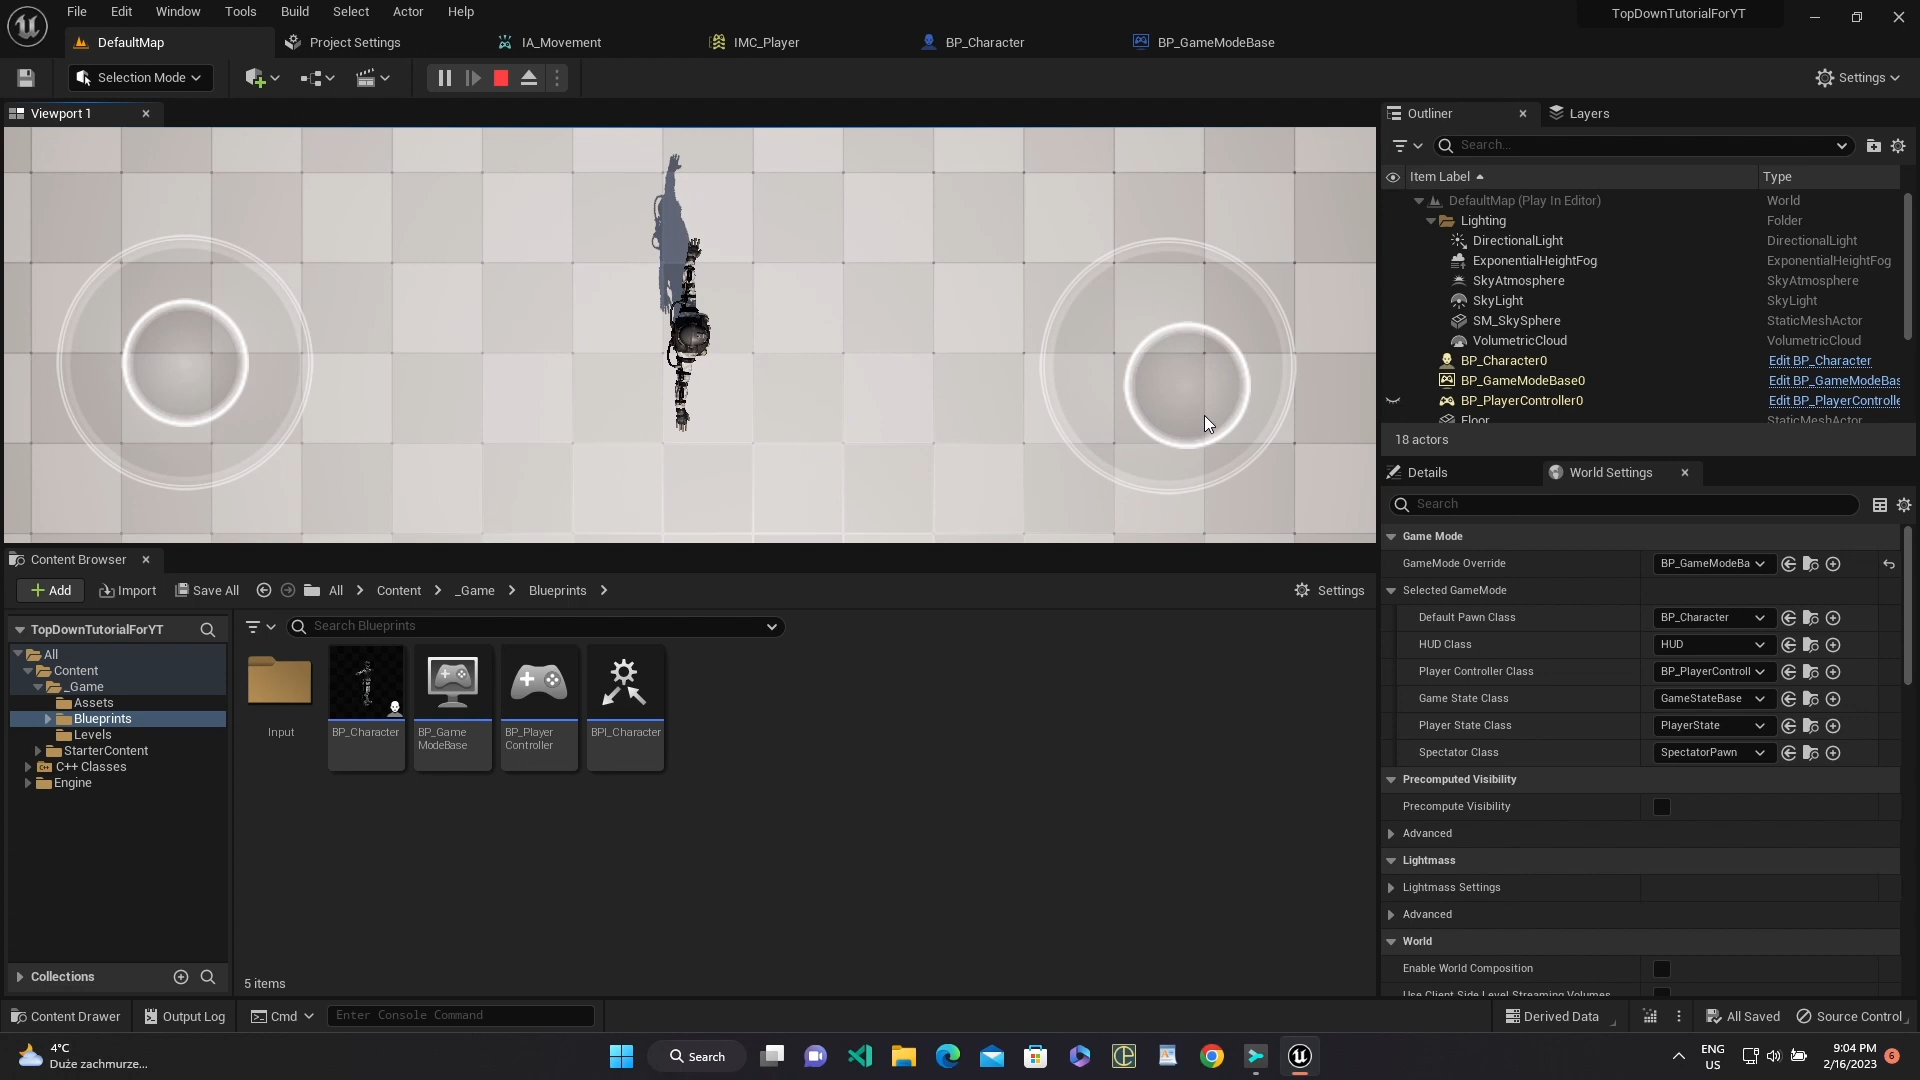 File Edit Window Tools Build Select Actor Help
TopDownTutorialForYT
DefaultMap
Project Settings
IA_Movement
IMC_Player
BP_Character
BP_GameModeBase
Selection Mode
Settings
Viewport 1
Outliner
Layers
Search...
Item Label
Type
DefaultMap (Play In Editor) World
Lighting Folder
DirectionalLight DirectionalLight
ExponentialHeightFog ExponentialHeightFog
SkyAtmosphere SkyAtmosphere
SkyLight SkyLight
SM_SkySphere StaticMeshActor
VolumetricCloud VolumetricCloud
BP_Character0 Edit BP_Character
BP_GameModeBase0 Edit BP_GameModeBas
BP_PlayerController0 Edit BP_PlayerControlle
Floor StaticMeshActor
18 actors
Details
World Settings
Search
Game Mode
GameMode Override BP_GameModeBa
Selected GameMode
Default Pawn Class BP_Character
HUD Class HUD
Player Controller Class BP_PlayerControll
Game State Class GameStateBase
Player State Class PlayerState
Spectator Class SpectatorPawn
Precomputed Visibility
Precompute Visibility
Advanced
Lightmass
Lightmass Settings
Advanced
World
Enable World Composition
Use Client Side Level Streaming Volumes
Content Browser
Add
Import
Save All
All
Content
_Game
Blueprints
Settings
TopDownTutorialForYT
Search Blueprints
All
Content
_Game
Assets
Blueprints
Levels
StarterContent
C++ Classes
Engine
Input
BP_Character
BP_Game
ModeBase
BP_Player
Controller
BPI_Character
Collections
5 items
Content Drawer
Output Log
Cmd
Enter Console Command
Derived Data
All Saved
Source Control
4°C
Duże zachmurze...
Search
ENG
US
9:04 PM
2/16/2023
6